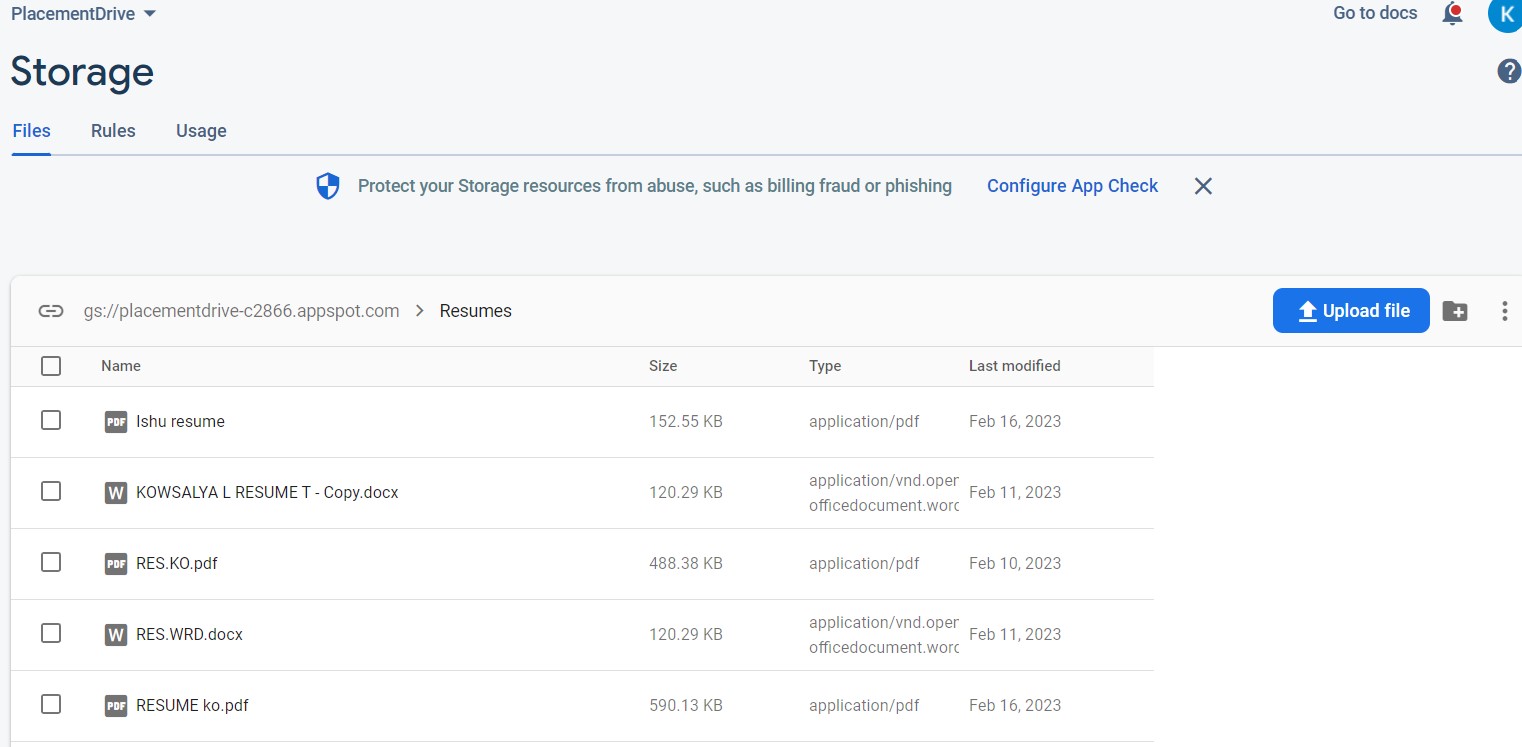 PlacementDrive
Go to docs
K
Storage
?
Files Rules Usage
Protect your Storage resources from abuse, such as billing fraud or phishing Configure App Check
gs://placementdrive-c2866.appspot.com > Resumes
Upload file
Name Size Type Last modified
PDF Ishu resume 152.55 KB application/pdf Feb 16, 2023
W KOWSALYA L RESUME T - Copy.docx 120.29 KB application/vnd.open Feb 11, 2023
officedocument.word
PDF RES.KO.pdf 488.38 KB application/pdf Feb 10, 2023
W RES.WRD.docx 120.29 KB application/vnd.open Feb 11, 2023
officedocument.word
PDF RESUME ko.pdf 590.13 KB application/pdf Feb 16, 2023